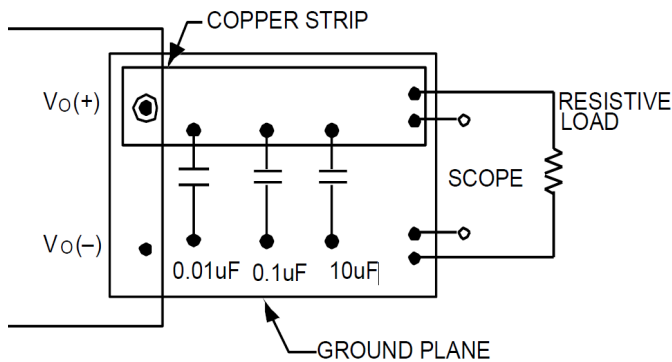 COPPER STRIP
VO(+)
RESISTIVE
LOAD
SCOPE
VO(–)
0.01uF
0.1uF
10uF
GROUND PLANE